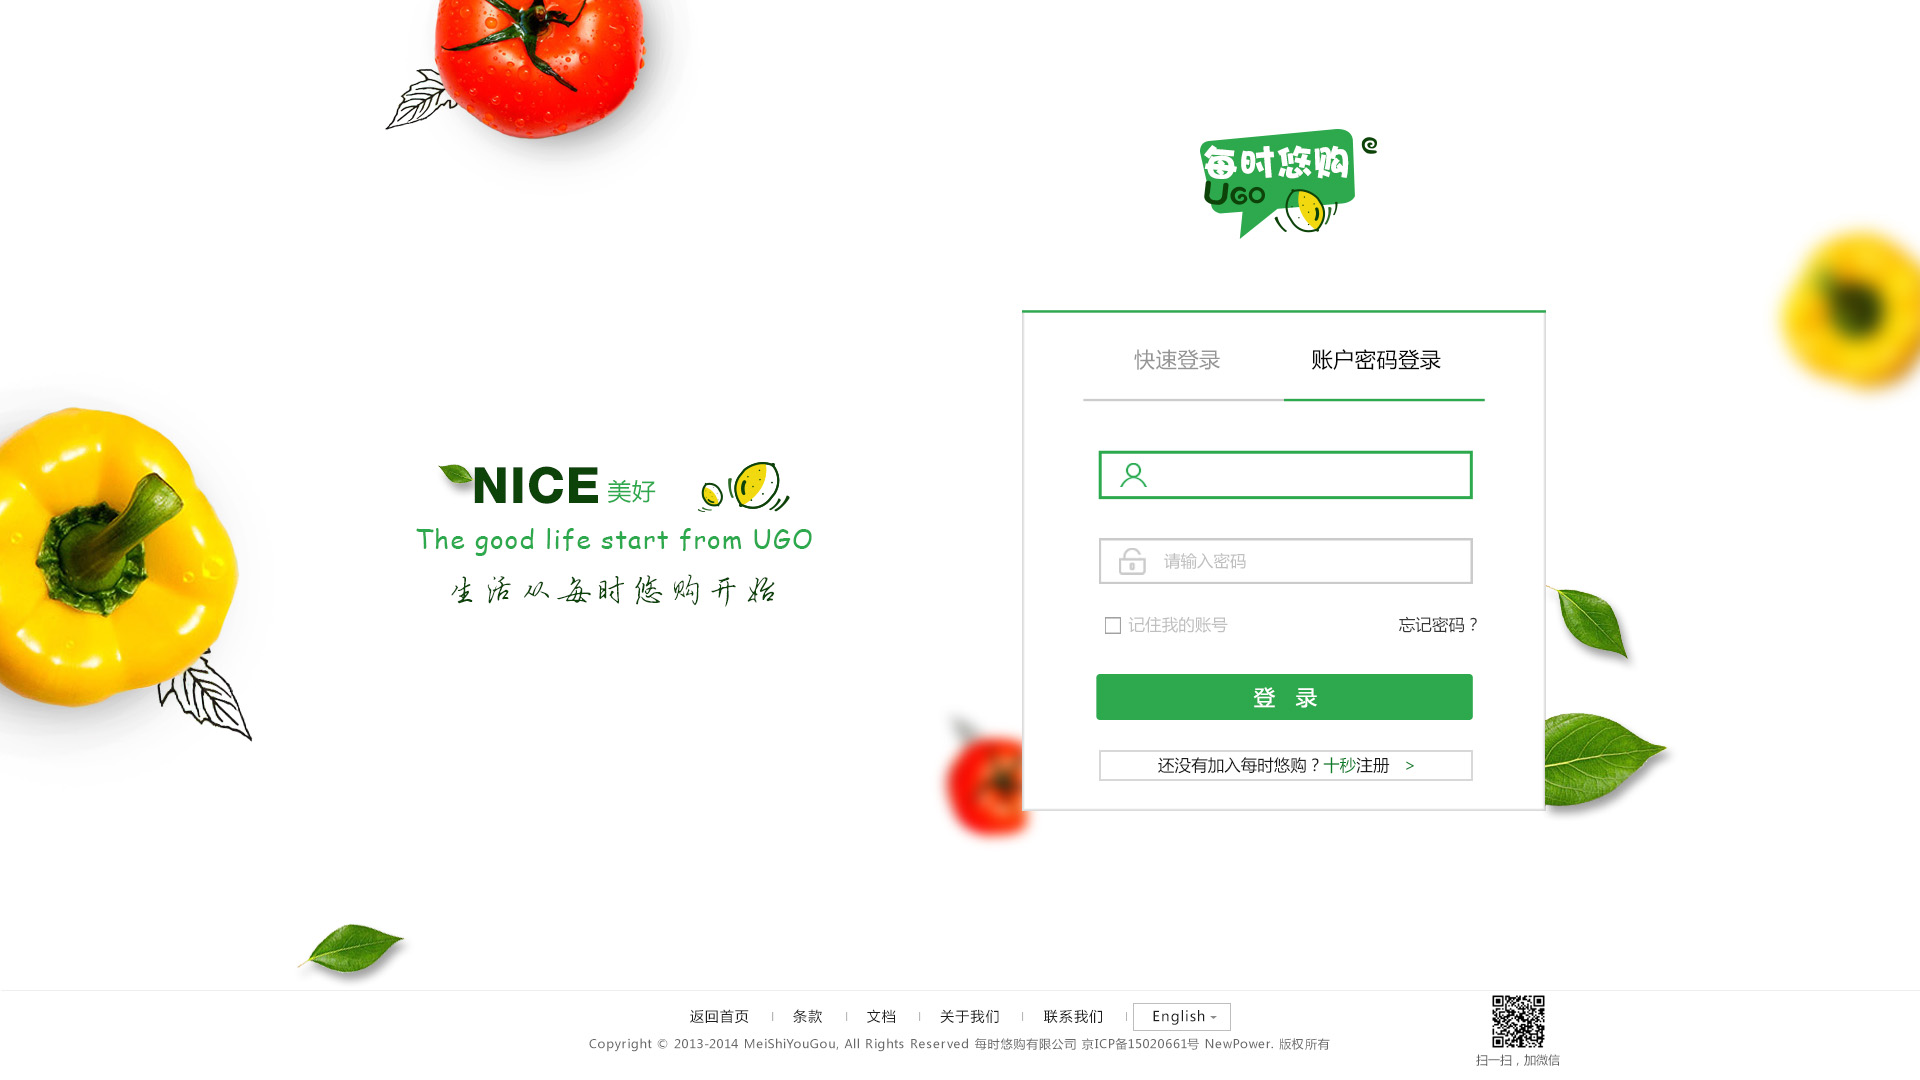 每时悠购
UGO
快速登录
账户密码登录
NICE 美好
The good life start from UGO
生活从每时悠购开始
请输入密码
记住我的账号
忘记密码？
登 录
还没有加入每时悠购？十秒注册 >
返回首页 | 条款 | 文档 | 关于我们 | 联系我们 | English
Copyright © 2013-2014 MeiShiYouGou, All Rights Reserved 每时悠购有限公司 京ICP备15020661号 NewPower. 版权所有
扫一扫，加微信